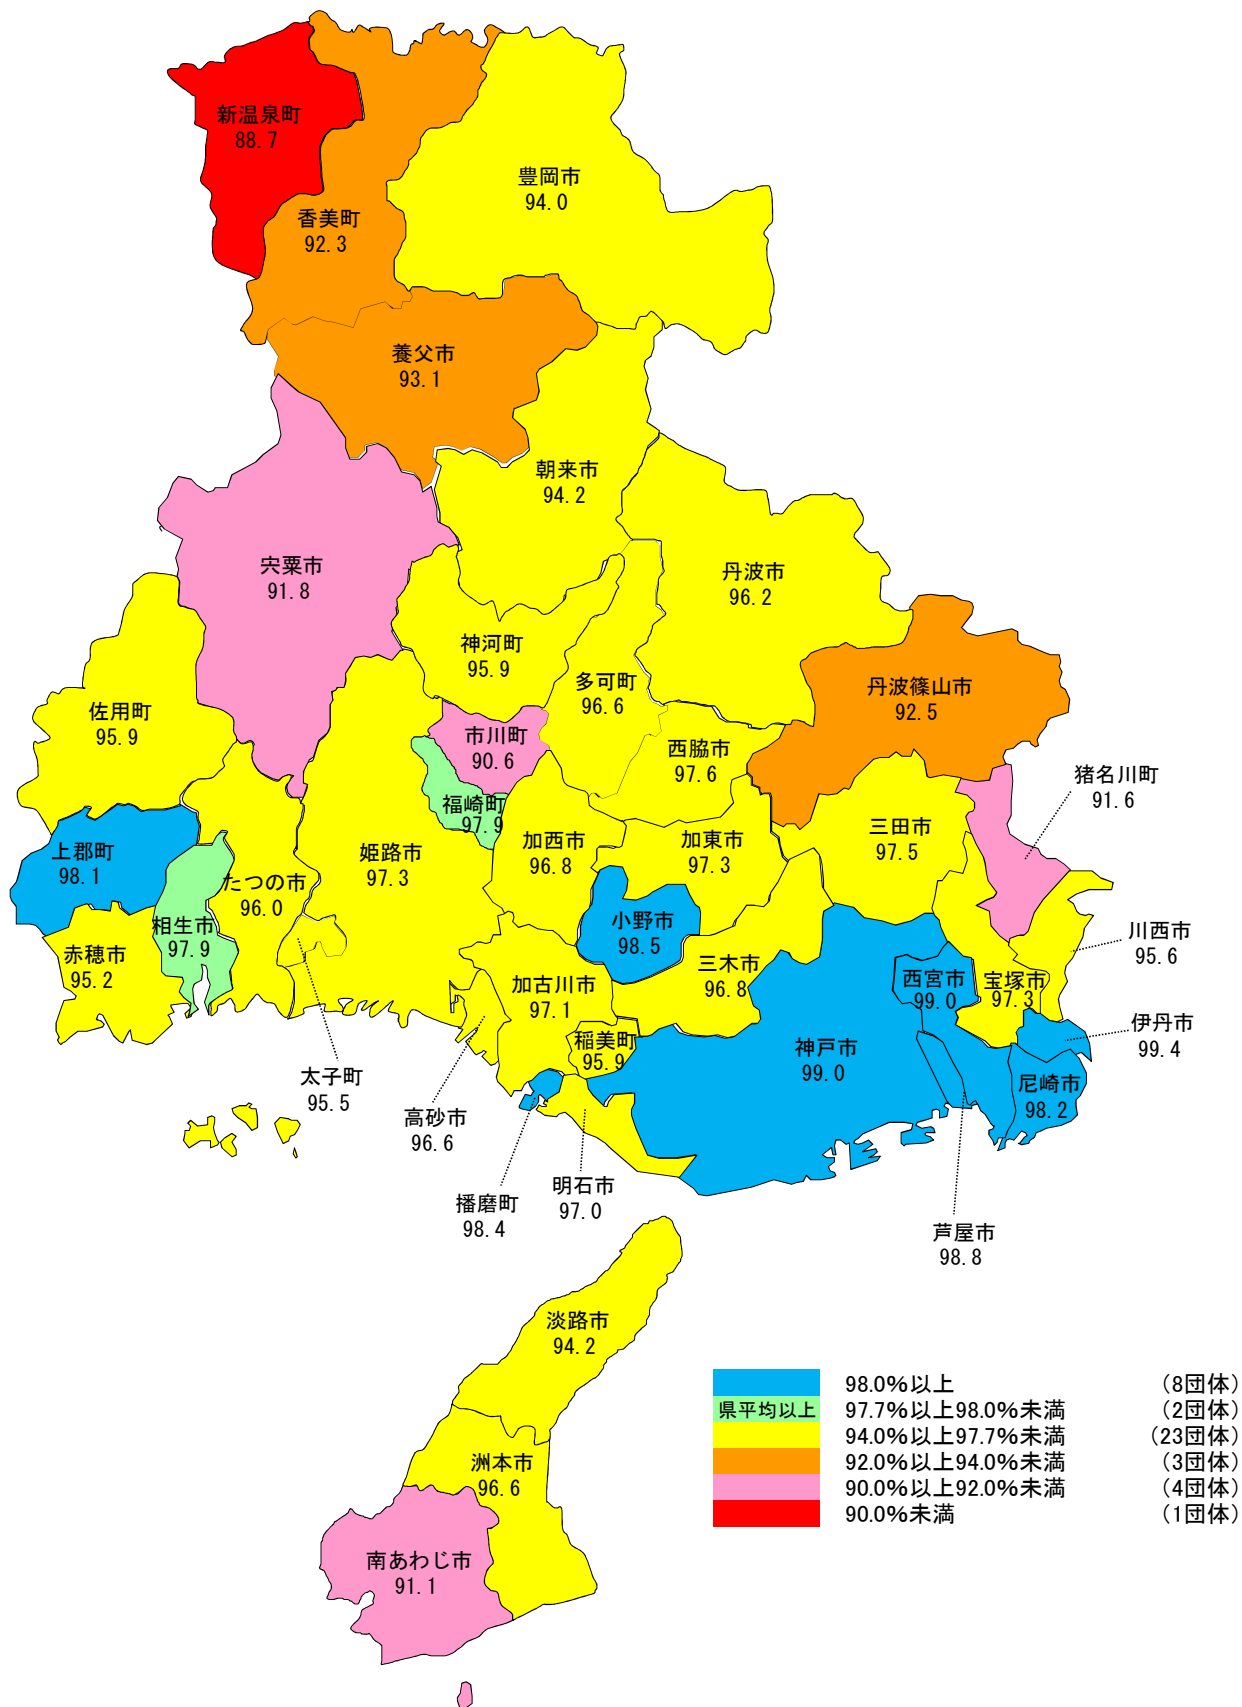 新温泉町
88.7
豊岡市
94.0
香美町
92.3
養父市
93.1
朝来市
94.2
宍粟市
91.8
丹波市
96.2
神河町
95.9
多可町
96.6
丹波篠山市
92.5
佐用町
95.9
市川町
90.6
西脇市
97.6
猪名川町
91.6
福崎町
97.9
三田市
97.5
上郡町
98.1
姫路市
97.3
加西市
96.8
加東市
97.3
たつの市
96.0
相生市
97.9
小野市
98.5
赤穂市
95.2
川西市
95.6
加古川市
97.1
三木市
96.8
西宮市
99.0
宝塚市
97.3
伊丹市
99.4
稲美町
95.9
神戸市
99.0
尼崎市
98.2
太子町
95.5
高砂市
96.6
播磨町
98.4
明石市
97.0
芦屋市
98.8
淡路市
94.2
洲本市
96.6
南あわじ市
91.1
98.0%以上 (8団体)
県平均以上 97.7%以上98.0%未満 (2団体)
94.0%以上97.7%未満 (23団体)
92.0%以上94.0%未満 (3団体)
90.0%以上92.0%未満 (4団体)
90.0%未満 (1団体)